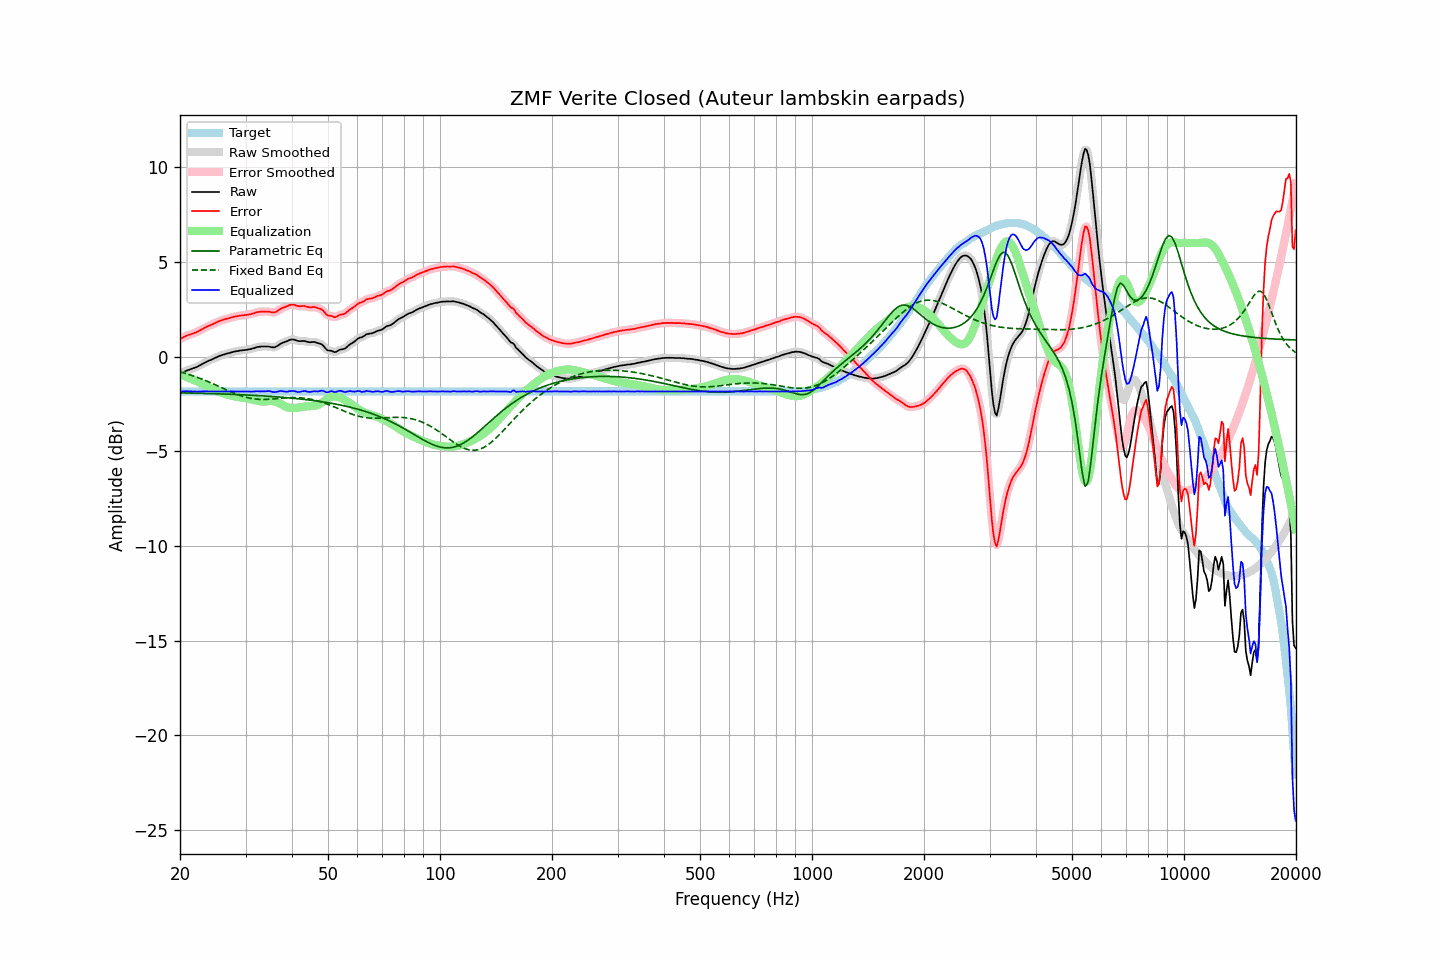 ZMF Verite Closed (Auteur lambskin earpads)
Target
Raw Smoothed
Error Smoothed
Raw
Error
Equalization
Parametric Eq
Fixed Band Eq
Equalized
10
5
0
−5
−10
−15
−20
−25
Amplitude (dBr)
20 50 100 200 500 1000 2000 5000 10000 20000
Frequency (Hz)